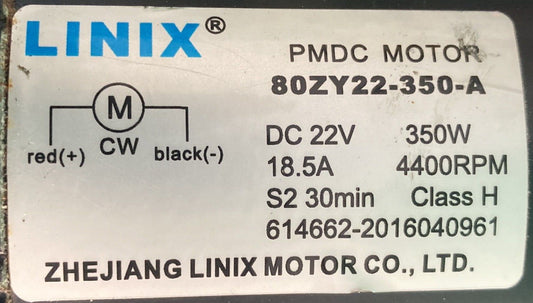 LINIX®
PMDC MOTOR
80ZY22-350-A
M
red(+) CW black(-)
DC 22V 350W
18.5A 4400RPM
S2 30min Class H
614662-2016040961
ZHEJIANG LINIX MOTOR CO., LTD.